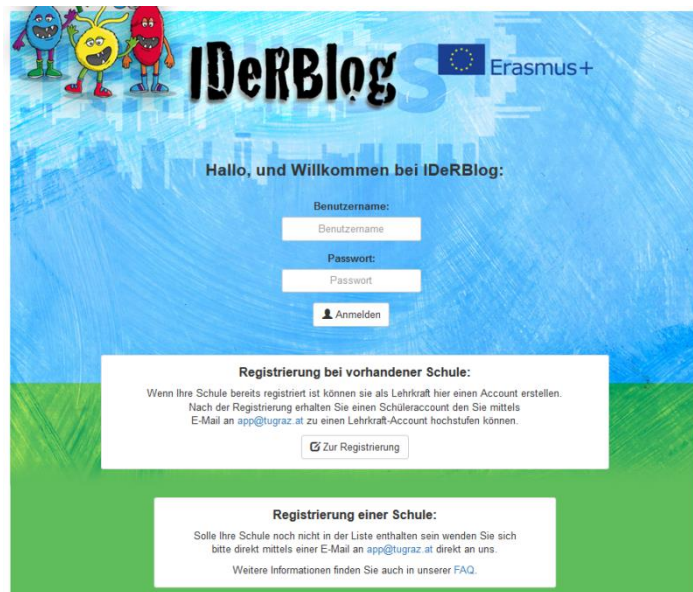 IDeRBlog
Erasmus+
Hallo, und Willkommen bei IDeRBlog:
Benutzername:
Benutzername
Passwort:
Passwort
Anmelden
Registrierung bei vorhandener Schule:
Wenn Ihre Schule bereits registriert ist können sie als Lehrkraft hier einen Account erstellen.
Nach der Registrierung erhalten Sie einen Schüleraccount den Sie mittels
E-Mail an app@tugraz.at zu einen Lehrkraft-Account hochstufen können.
Zur Registrierung
Registrierung einer Schule:
Solle Ihre Schule noch nicht in der Liste enthalten sein wenden Sie sich
bitte direkt mittels einer E-Mail an app@tugraz.at direkt an uns.
Weitere Informationen finden Sie auch in unserer FAQ.